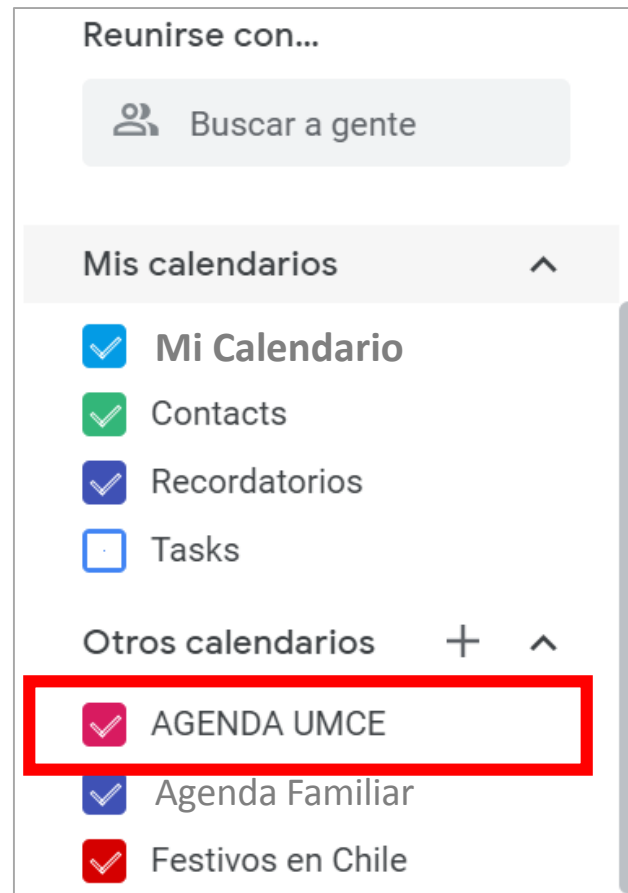 Reunirse con...
Buscar a gente
Mis calendarios
Mi Calendario
Contacts
Recordatorios
Tasks
Otros calendarios
AGENDA UMCE
Agenda Familiar
Festivos en Chile